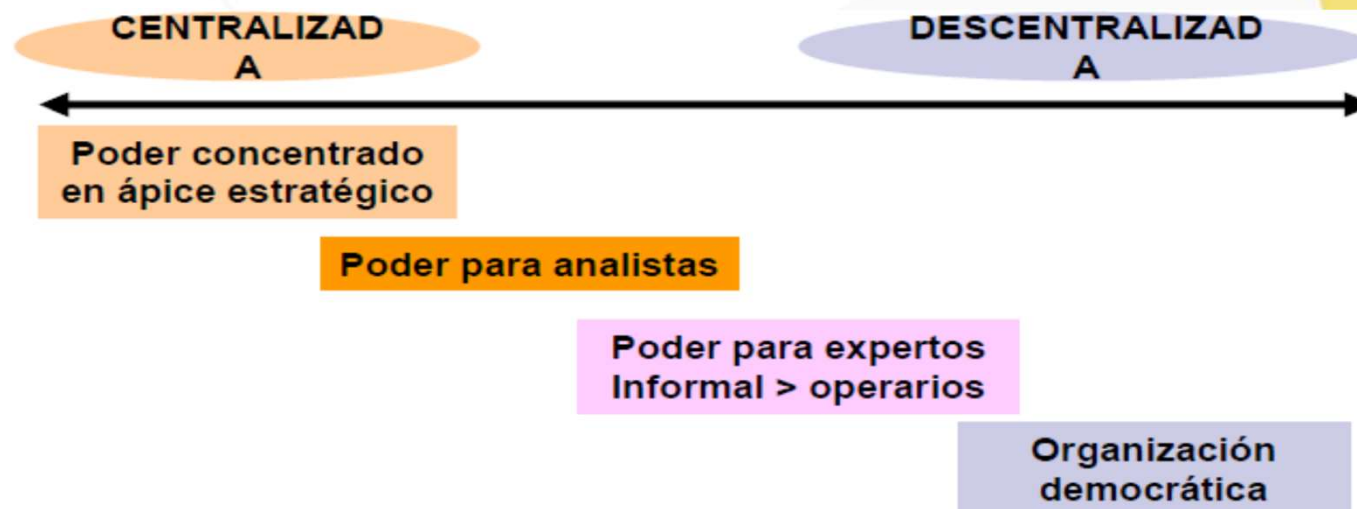 CENTRALIZAD
A
DESCENTRALIZAD
A
Poder concentrado
en ápice estratégico
Poder para analistas
Poder para expertos
Informal > operarios
Organización
democrática